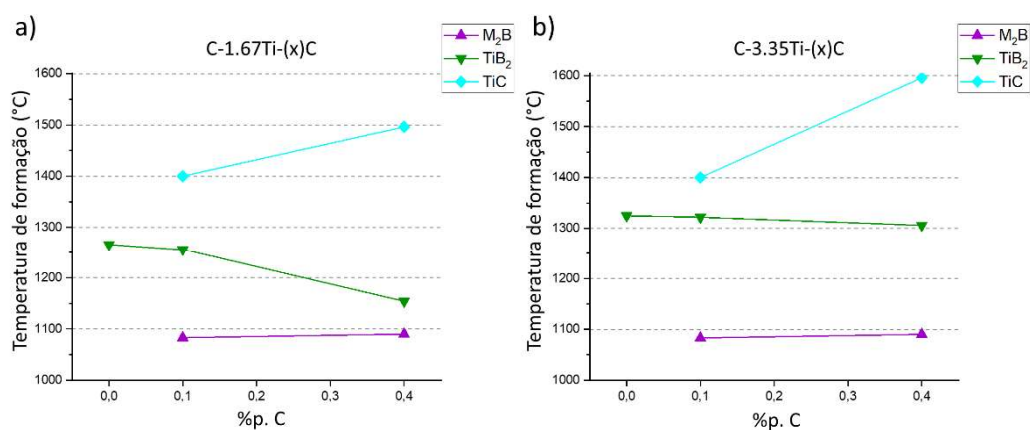 a)
C-1.67Ti-(x)C
M₂B
TiB₂
TiC
Temperatura de formação (°C)
1600
1500
1400
1300
1200
1100
1000
0,0 0,1 0,2 0,3 0,4
%p. C
b)
C-3.35Ti-(x)C
M₂B
TiB₂
TiC
Temperatura de formação (°C)
1600
1500
1400
1300
1200
1100
1000
0,0 0,1 0,2 0,3 0,4
%p. C